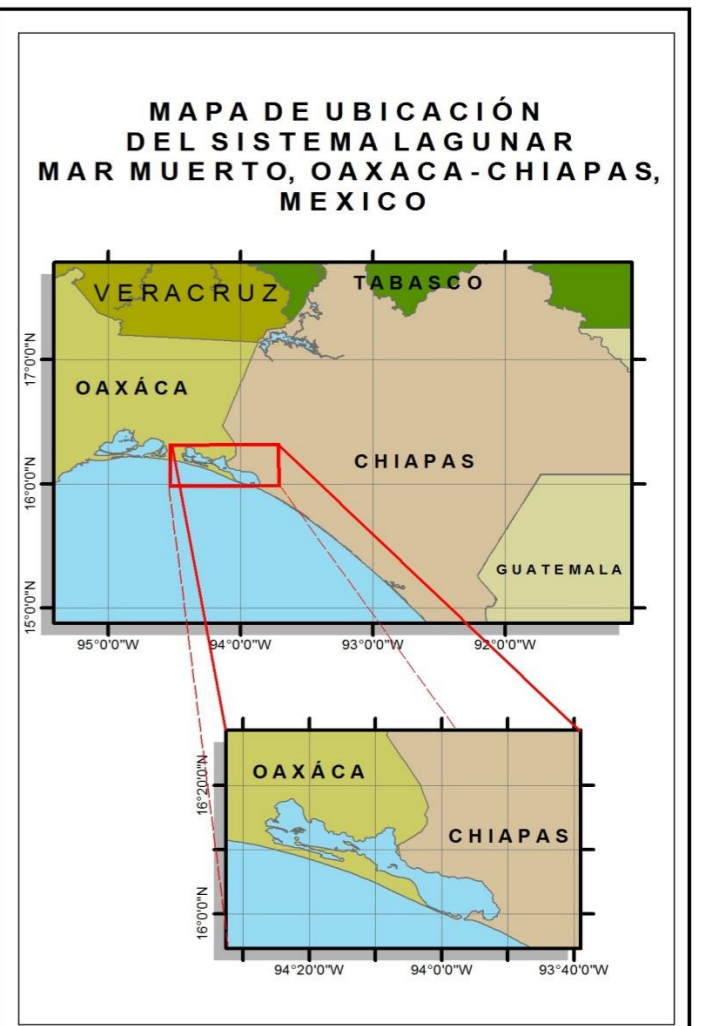 MAPA DE UBICACIÓN
DEL SISTEMA LAGUNAR
MAR MUERTO, OAXACA-CHIAPAS,
MEXICO
VERACRUZ
TABASCO
OAXÁCA
CHIAPAS
GUATEMALA
17°0'0"N
16°0'0"N
15°0'0"N
95°0'0"W
94°0'0"W
93°0'0"W
92°0'0"W
OAXÁCA
CHIAPAS
16°20'0"N
16°0'0"N
94°20'0"W
94°0'0"W
93°40'0"W